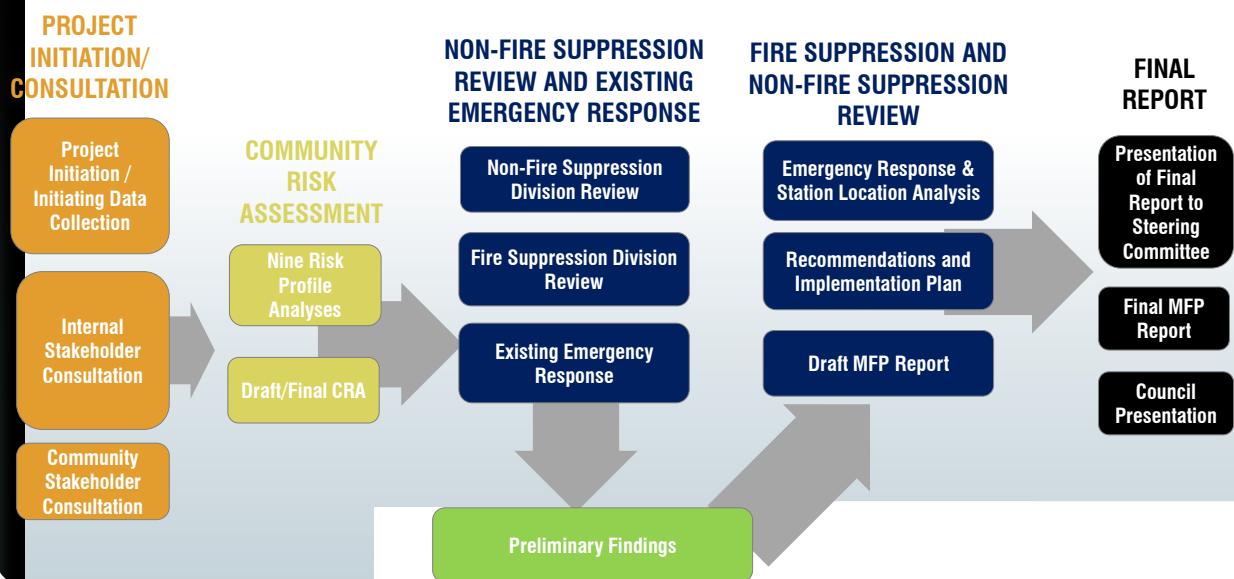 PROJECT
INITIATION/
CONSULTATION
Project
Initiation /
Initiating Data
Collection
Internal
Stakeholder
Consultation
Community
Stakeholder
Consultation
COMMUNITY
RISK
ASSESSMENT
Nine Risk
Profile
Analyses
Draft/Final CRA
NON-FIRE SUPPRESSION
REVIEW AND EXISTING
EMERGENCY RESPONSE
Non-Fire Suppression
Division Review
Fire Suppression Division
Review
Existing Emergency
Response
Preliminary Findings
FIRE SUPPRESSION AND
NON-FIRE SUPPRESSION
REVIEW
Emergency Response &
Station Location Analysis
Recommendations and
Implementation Plan
Draft MFP Report
FINAL
REPORT
Presentation
of Final
Report to
Steering
Committee
Final MFP
Report
Council
Presentation